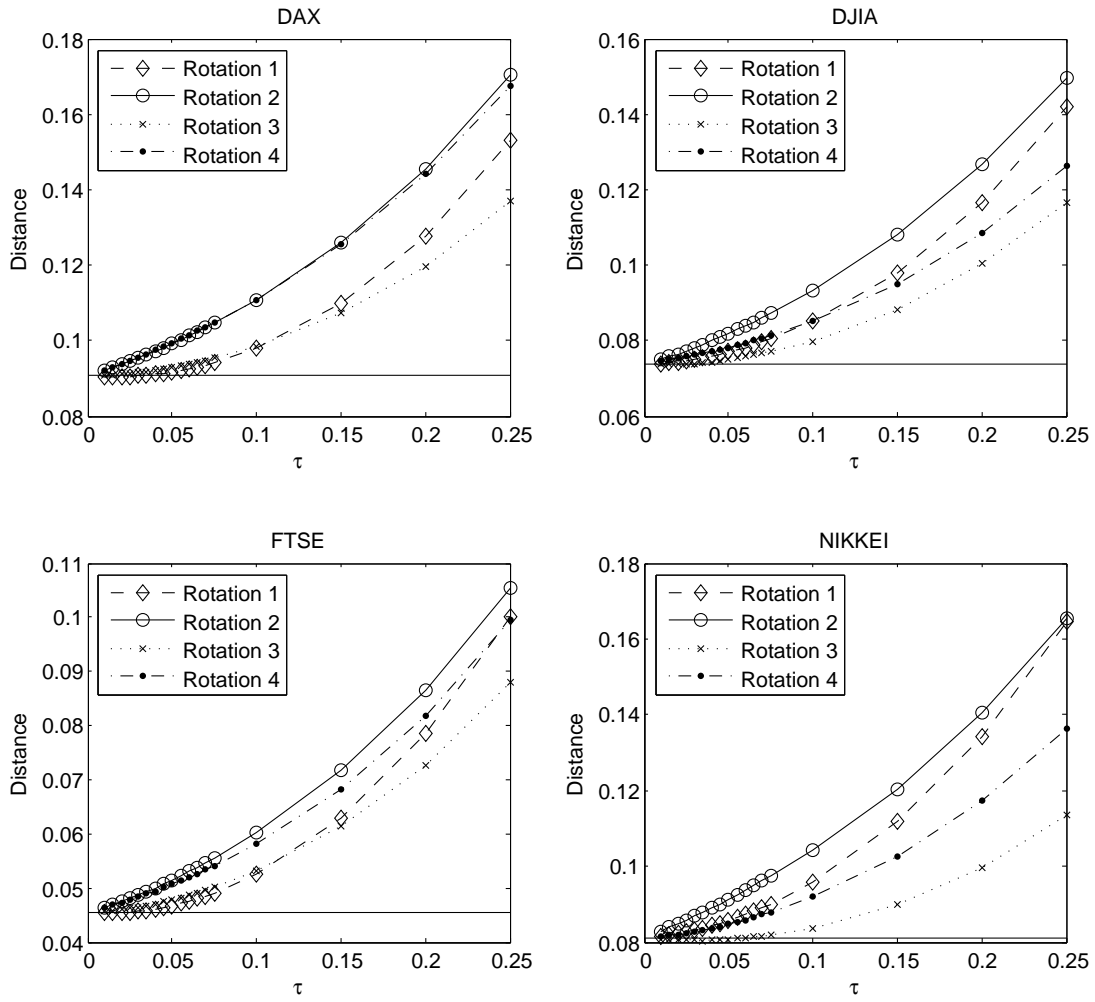 DAX
0.18
0.16
0.14
0.12
0.1
0.08
Distance
Rotation 1
Rotation 2
Rotation 3
Rotation 4
0 0.05 0.1 0.15 0.2 0.25
τ
DJIA
0.16
0.14
0.12
0.1
0.08
0.06
Distance
Rotation 1
Rotation 2
Rotation 3
Rotation 4
0 0.05 0.1 0.15 0.2 0.25
τ
FTSE
0.11
0.1
0.09
0.08
0.07
0.06
0.05
0.04
Distance
Rotation 1
Rotation 2
Rotation 3
Rotation 4
0 0.05 0.1 0.15 0.2 0.25
τ
NIKKEI
0.18
0.16
0.14
0.12
0.1
0.08
Distance
Rotation 1
Rotation 2
Rotation 3
Rotation 4
0 0.05 0.1 0.15 0.2 0.25
τ